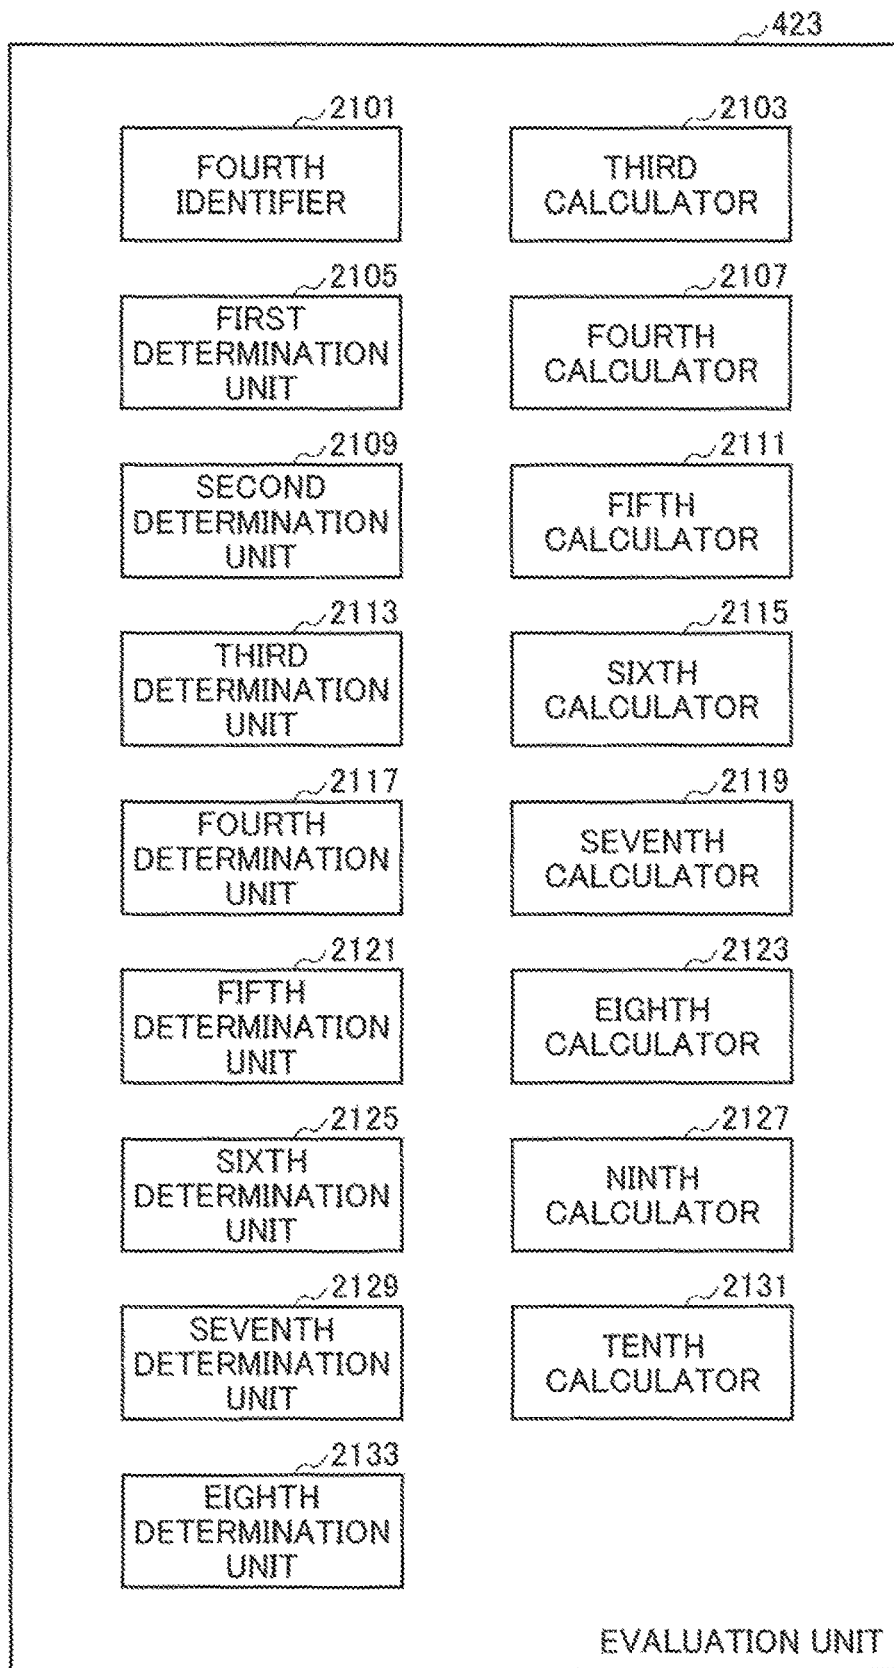 423
2101
FOURTH
IDENTIFIER
2103
THIRD
CALCULATOR
2105
FIRST
DETERMINATION
UNIT
2107
FOURTH
CALCULATOR
2109
SECOND
DETERMINATION
UNIT
2111
FIFTH
CALCULATOR
2113
THIRD
DETERMINATION
UNIT
2115
SIXTH
CALCULATOR
2117
FOURTH
DETERMINATION
UNIT
2119
SEVENTH
CALCULATOR
2121
FIFTH
DETERMINATION
UNIT
2123
EIGHTH
CALCULATOR
2125
SIXTH
DETERMINATION
UNIT
2127
NINTH
CALCULATOR
2129
SEVENTH
DETERMINATION
UNIT
2131
TENTH
CALCULATOR
2133
EIGHTH
DETERMINATION
UNIT
EVALUATION UNIT